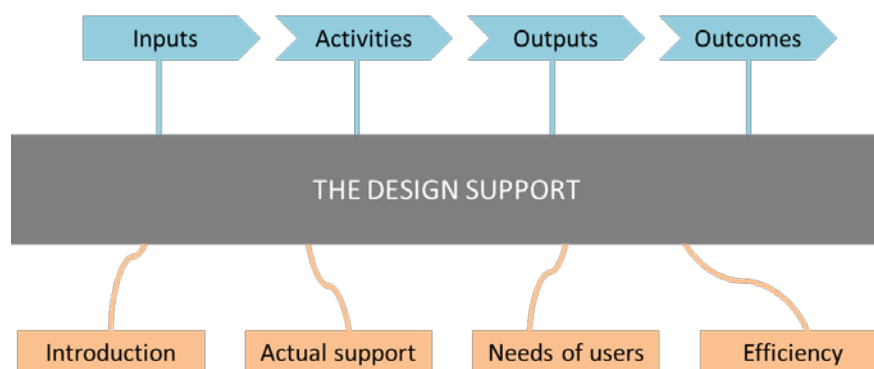 Inputs
Activities
Outputs
Outcomes
THE DESIGN SUPPORT
Introduction
Actual support
Needs of users
Efficiency